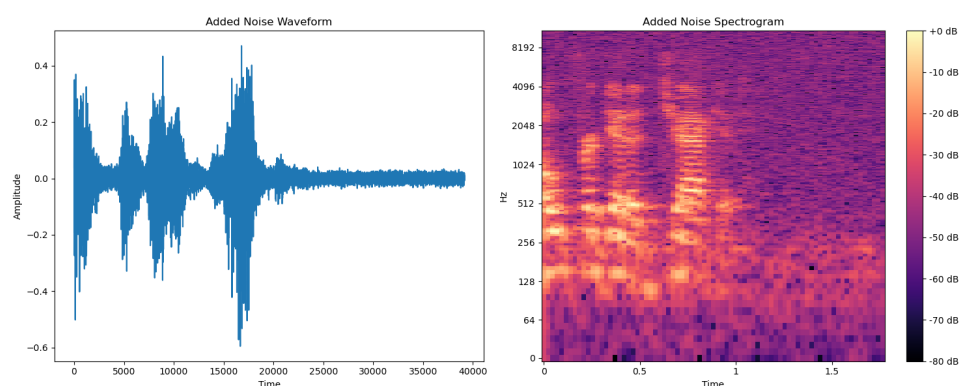 Added Noise Waveform
0.4
0.2
0.0
−0.2
−0.4
−0.6
Amplitude
0
5000
10000
15000
20000
25000
30000
35000
40000
Time
Added Noise Spectrogram
8192
4096
2048
1024
512
256
128
64
0
Hz
0
0.5
1
1.5
Time
+0 dB
-10 dB
-20 dB
-30 dB
-40 dB
-50 dB
-60 dB
-70 dB
-80 dB